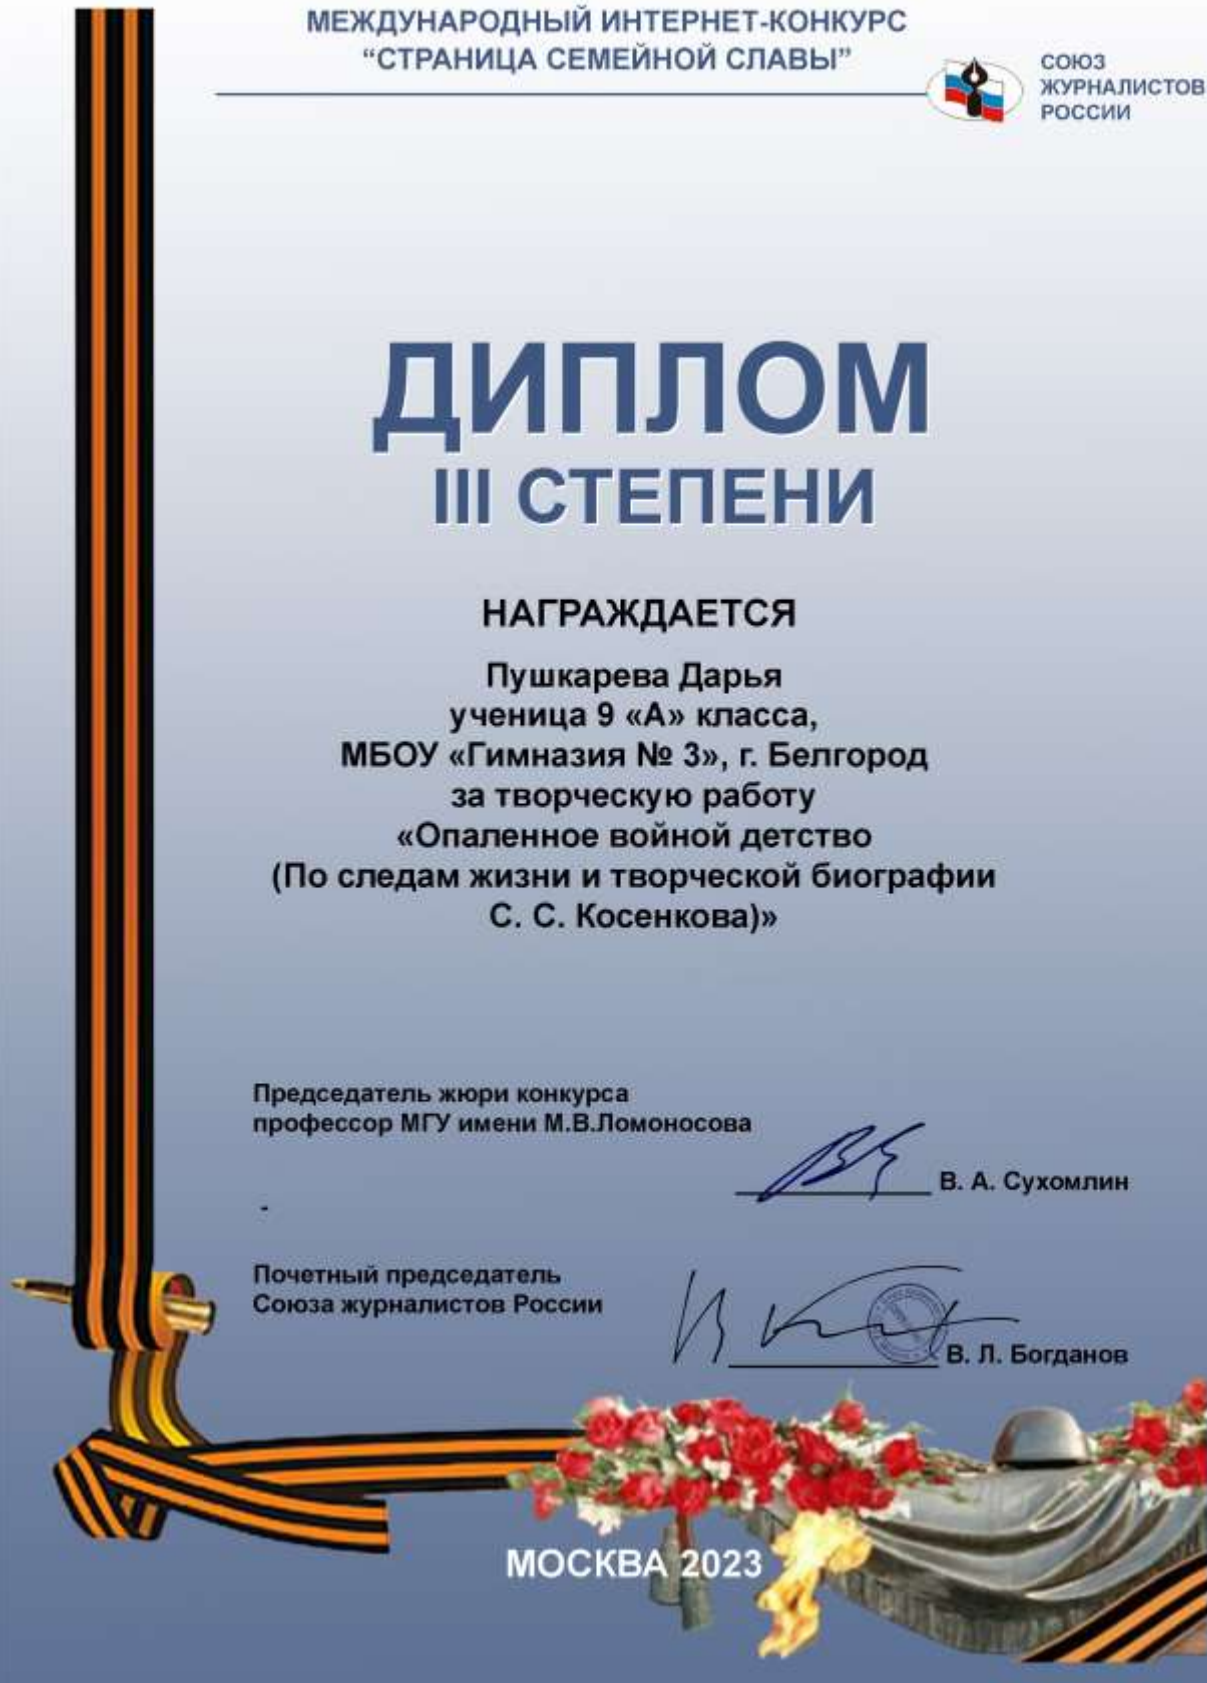 МЕЖДУНАРОДНЫЙ ИНТЕРНЕТ-КОНКУРС
“СТРАНИЦА СЕМЕЙНОЙ СЛАВЫ”
СОЮЗ
ЖУРНАЛИСТОВ
РОССИИ
ДИПЛОМ
III СТЕПЕНИ
НАГРАЖДАЕТСЯ
Пушкарева Дарья
ученица 9 «А» класса,
МБОУ «Гимназия № 3», г. Белгород
за творческую работу
«Опаленное войной детство
(По следам жизни и творческой биографии
С. С. Косенкова)»
Председатель жюри конкурса
профессор МГУ имени М.В.Ломоносова
В. А. Сухомлин
-
Почетный председатель
Союза журналистов России
В. Л. Богданов
МОСКВА 2023